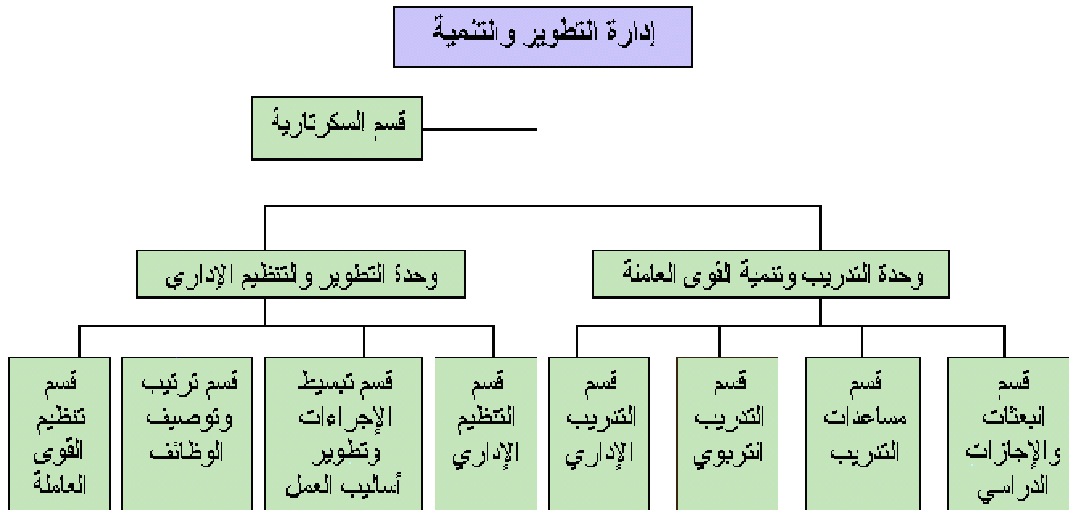 إدارة التطوير والتنمية
قسم السكرتارية
وحدة التدريب وتنمية القوى العاملة
وحدة التطوير والتنظيم الإداري
قسم
البعثات
والإجازات
الدراسي
قسم
مساعدات
التدريب
قسم
التدريب
التربوي
قسم
التدريب
الإداري
قسم
التنظيم
الإداري
قسم تبسيط
الإجراءات
وتطوير
أساليب العمل
قسم ترتيب
وتوصيف
الوظائف
قسم
تنظيم
القوى
العاملة